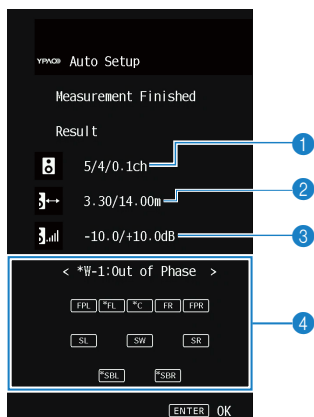 YPAO Auto Setup
Measurement Finished
Result
5/4/0.1ch
1
3.30/14.00m
2
-10.0/+10.0dB
3
< *W-1:Out of Phase >
FPL *FL *C FR FPR
4
SL SW SR
*SBL *SBR
ENTER OK